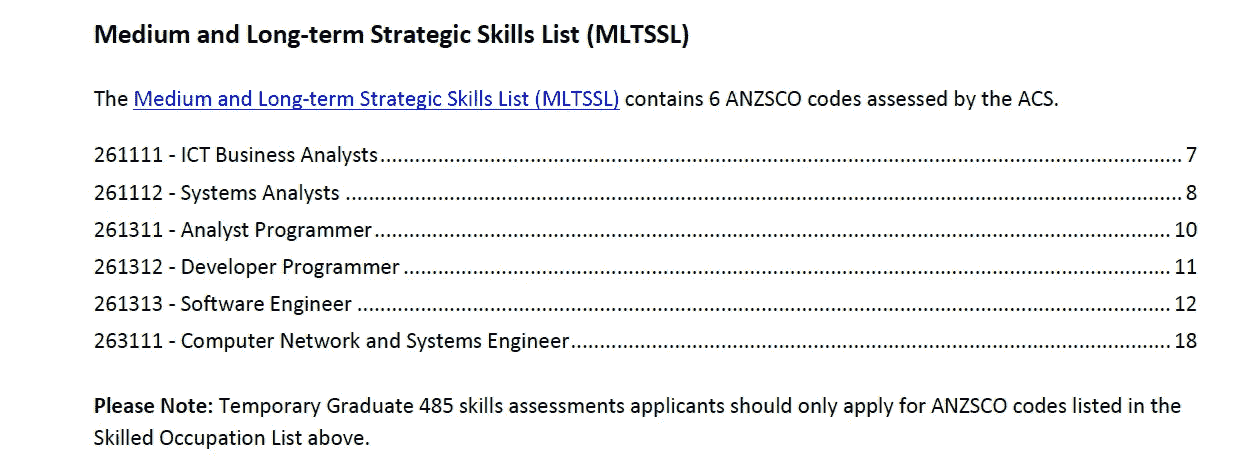 Medium and Long-term Strategic Skills List (MLTSSL)
The Medium and Long-term Strategic Skills List (MLTSSL) contains 6 ANZSCO codes assessed by the ACS.
261111 - ICT Business Analysts........................................................................ 7
261112 - Systems Analysts ........................................................................ 8
261311 - Analyst Programmer........................................................................ 10
261312 - Developer Programmer ........................................................................ 11
261313 - Software Engineer ........................................................................ 12
263111 - Computer Network and Systems Engineer........................................................................ 18
Please Note: Temporary Graduate 485 skills assessments applicants should only apply for ANZSCO codes listed in the
Skilled Occupation List above.